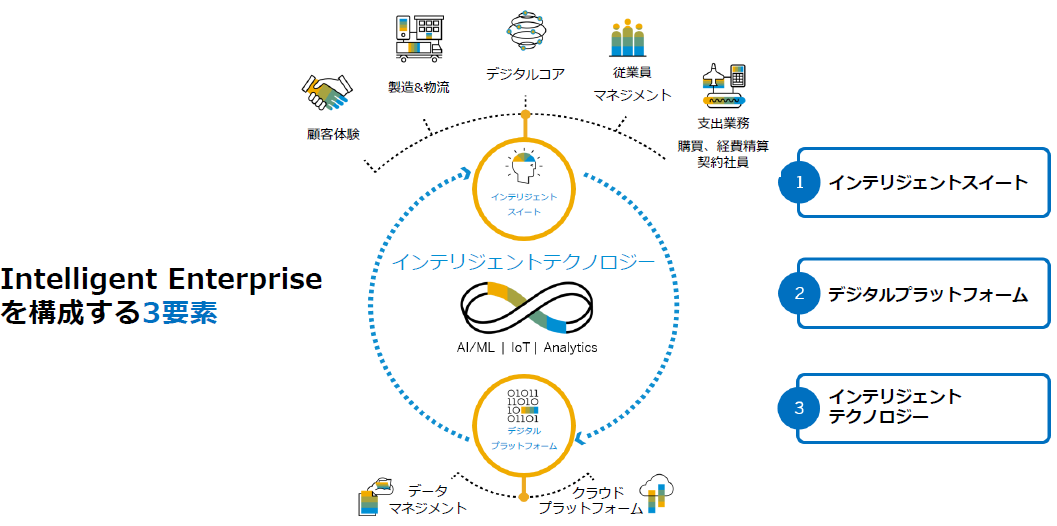 Intelligent Enterprise
を構成する3要素
顧客体験
製造&物流
デジタルコア
従業員
マネジメント
支出業務
購買、経費精算
契約社員
インテリジェント
スイート
インテリジェントテクノロジー
AI/ML | IoT | Analytics
01011
11010
10
01101
デジタル
プラットフォーム
データ
マネジメント
クラウド
プラットフォーム
1
インテリジェントスイート
2
デジタルプラットフォーム
3
インテリジェント
テクノロジー